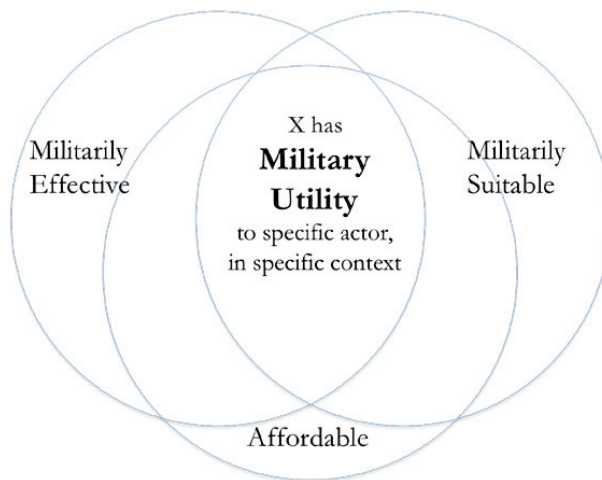 X has
Military
Utility
to specific actor,
in specific context
Militarily
Effective
Militarily
Suitable
Affordable